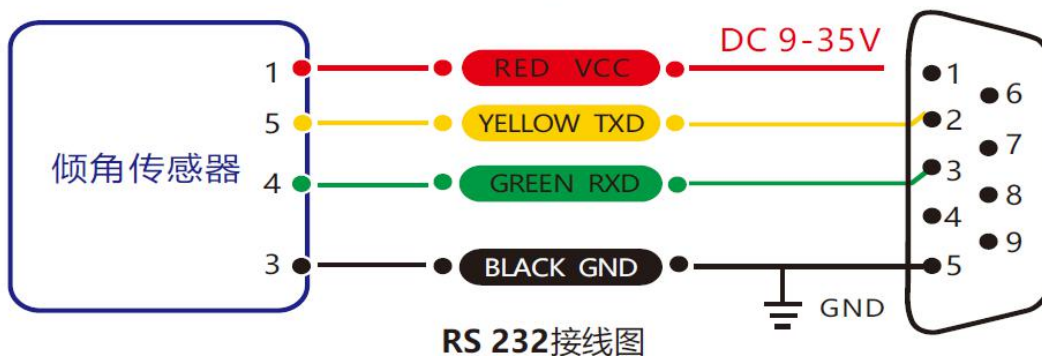 DC 9-35V
1 RED VCC 1
6
5 YELLOW TXD 2
7
倾角传感器 4 GREEN RXD 3
8
4
9
3 BLACK GND 5
GND
RS 232接线图